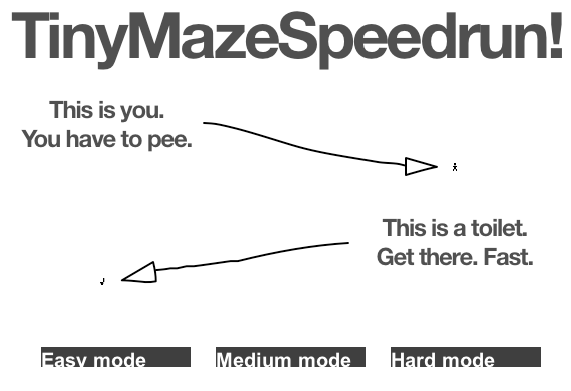 TinyMazeSpeedrun!
This is you.
You have to pee.
This is a toilet.
Get there. Fast.
Easy mode
Medium mode
Hard mode